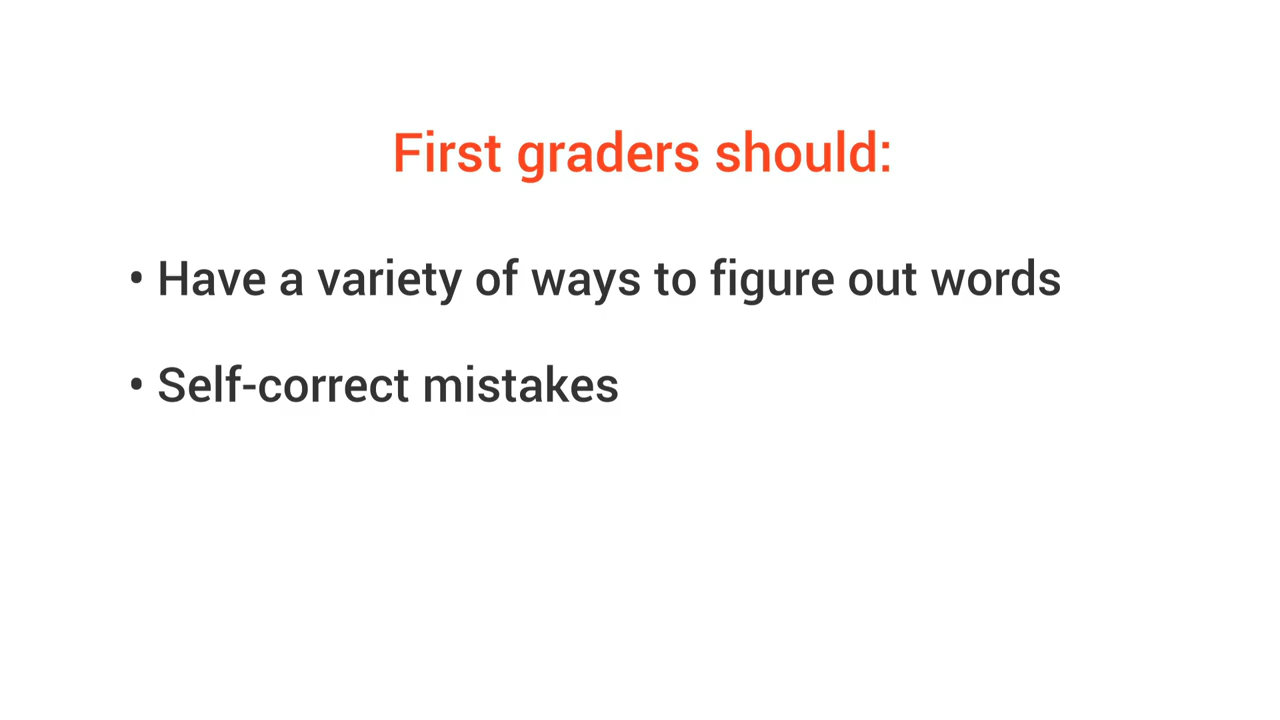 First graders should:
• Have a variety of ways to figure out words
• Self-correct mistakes